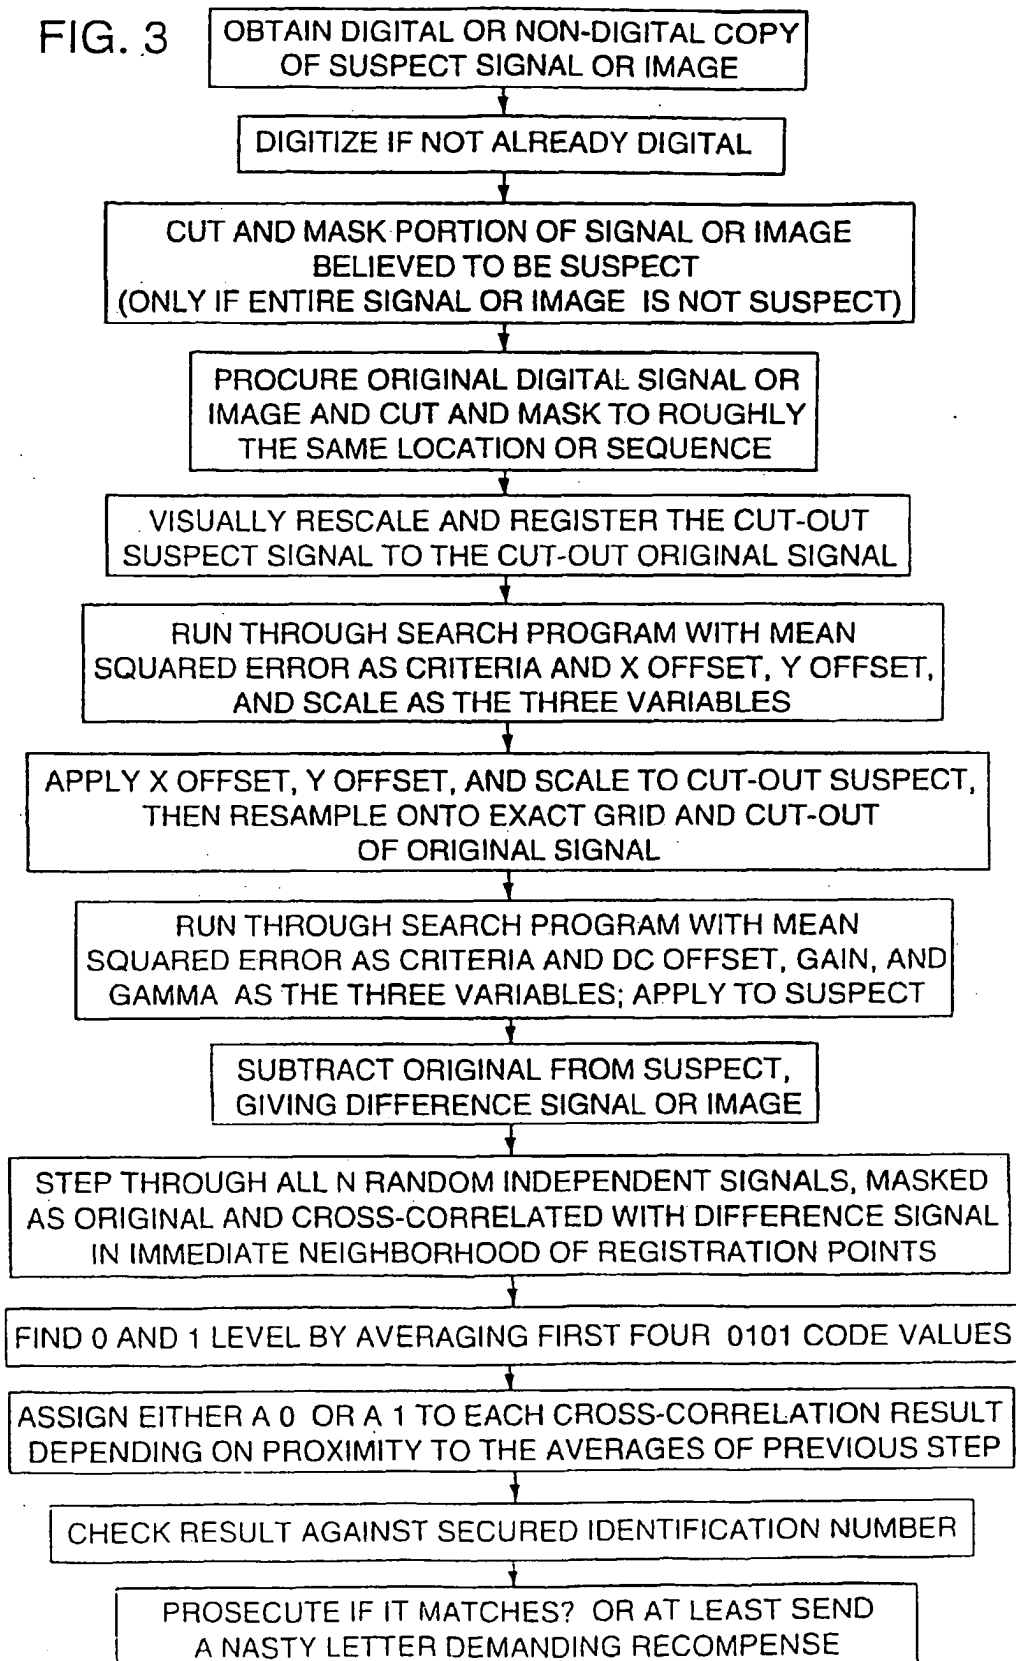 FIG. 3
OBTAIN DIGITAL OR NON-DIGITAL COPY
OF SUSPECT SIGNAL OR IMAGE
DIGITIZE IF NOT ALREADY DIGITAL
CUT AND MASK PORTION OF SIGNAL OR IMAGE
BELIEVED TO BE SUSPECT
(ONLY IF ENTIRE SIGNAL OR IMAGE IS NOT SUSPECT)
PROCURE ORIGINAL DIGITAL SIGNAL OR
IMAGE AND CUT AND MASK TO ROUGHLY
THE SAME LOCATION OR SEQUENCE
VISUALLY RESCALE AND REGISTER THE CUT-OUT
SUSPECT SIGNAL TO THE CUT-OUT ORIGINAL SIGNAL
RUN THROUGH SEARCH PROGRAM WITH MEAN
SQUARED ERROR AS CRITERIA AND X OFFSET, Y OFFSET,
AND SCALE AS THE THREE VARIABLES
APPLY X OFFSET, Y OFFSET, AND SCALE TO CUT-OUT SUSPECT,
THEN RESAMPLE ONTO EXACT GRID AND CUT-OUT
OF ORIGINAL SIGNAL
RUN THROUGH SEARCH PROGRAM WITH MEAN
SQUARED ERROR AS CRITERIA AND DC OFFSET, GAIN, AND
GAMMA AS THE THREE VARIABLES; APPLY TO SUSPECT
SUBTRACT ORIGINAL FROM SUSPECT,
GIVING DIFFERENCE SIGNAL OR IMAGE
STEP THROUGH ALL N RANDOM INDEPENDENT SIGNALS, MASKED
AS ORIGINAL AND CROSS-CORRELATED WITH DIFFERENCE SIGNAL
IN IMMEDIATE NEIGHBORHOOD OF REGISTRATION POINTS
FIND 0 AND 1 LEVEL BY AVERAGING FIRST FOUR 0101 CODE VALUES
ASSIGN EITHER A 0 OR A 1 TO EACH CROSS-CORRELATION RESULT
DEPENDING ON PROXIMITY TO THE AVERAGES OF PREVIOUS STEP
CHECK RESULT AGAINST SECURED IDENTIFICATION NUMBER
PROSECUTE IF IT MATCHES? OR AT LEAST SEND
A NASTY LETTER DEMANDING RECOMPENSE